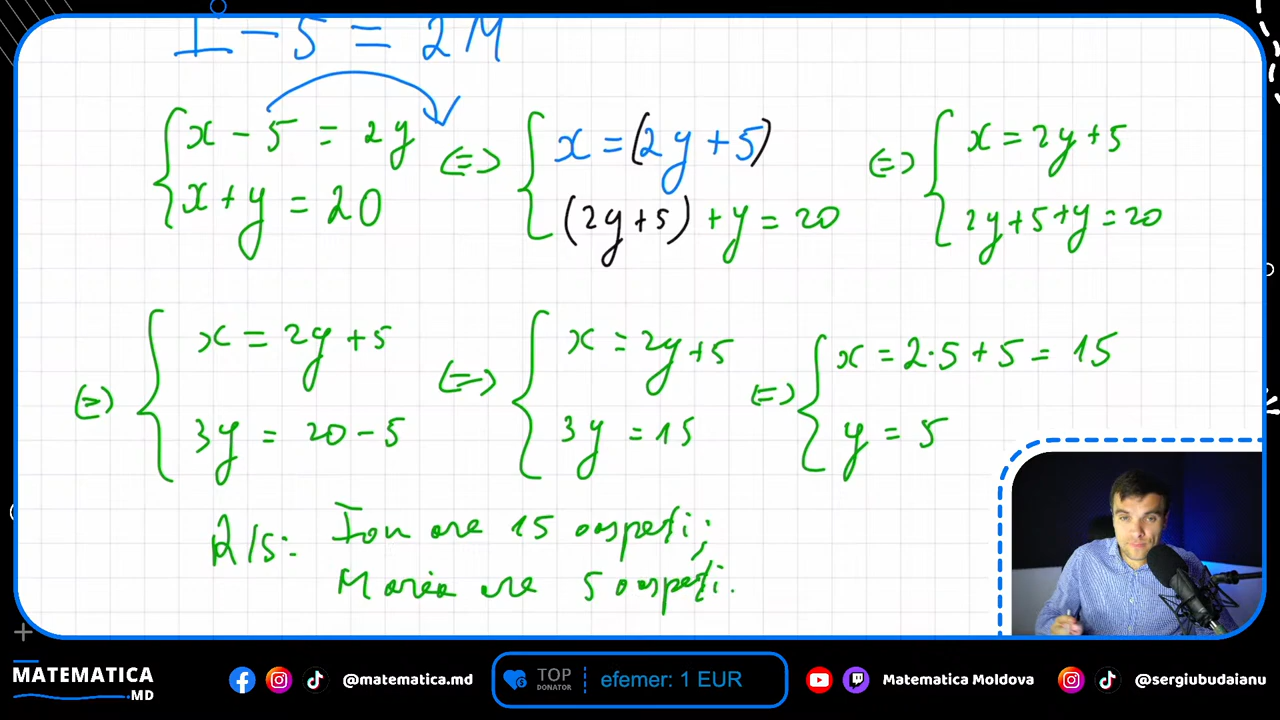 I - 5 = 2M
{ x - 5 = 2y <=> { x = (2y + 5) <=> { x = 2y + 5
x + y = 20 (2y + 5) + y = 20 2y + 5 + y = 20
<=> { x = 2y + 5 <=> { x = 2y + 5 <=> { x = 2·5 + 5 = 15
3y = 20 - 5 3y = 15 y = 5
R/S: Ion are 15 oaspeți;
Maria are 5 oaspeți.
MATEMATICA
.MD
@matematica.md
TOP
DONATOR
efemer: 1 EUR
Matematica Moldova
@sergiubudaianu